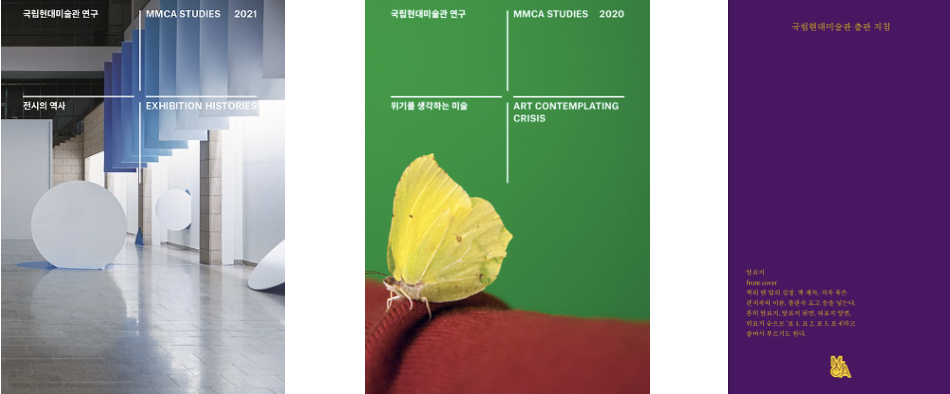 국립현대미술관 연구
MMCA STUDIES 2021
전시의 역사
EXHIBITION HISTORIES
국립현대미술관 연구
MMCA STUDIES 2020
위기를 생각하는 미술
ART CONTEMPLATING
CRISIS
국립현대미술관 출판 지침
앞표지
front cover
책의 맨 앞의 겉장. 책 제목, 저자 혹은
편저자의 이름, 출판사 로고 등을 넣는다.
흔히 앞표지, 앞표지 뒷면, 뒤표지 앞면,
뒤표지 순으로 ‘표 1, 표 2, 표 3, 표 4’라고
줄여서 부르기도 한다.
MMCA